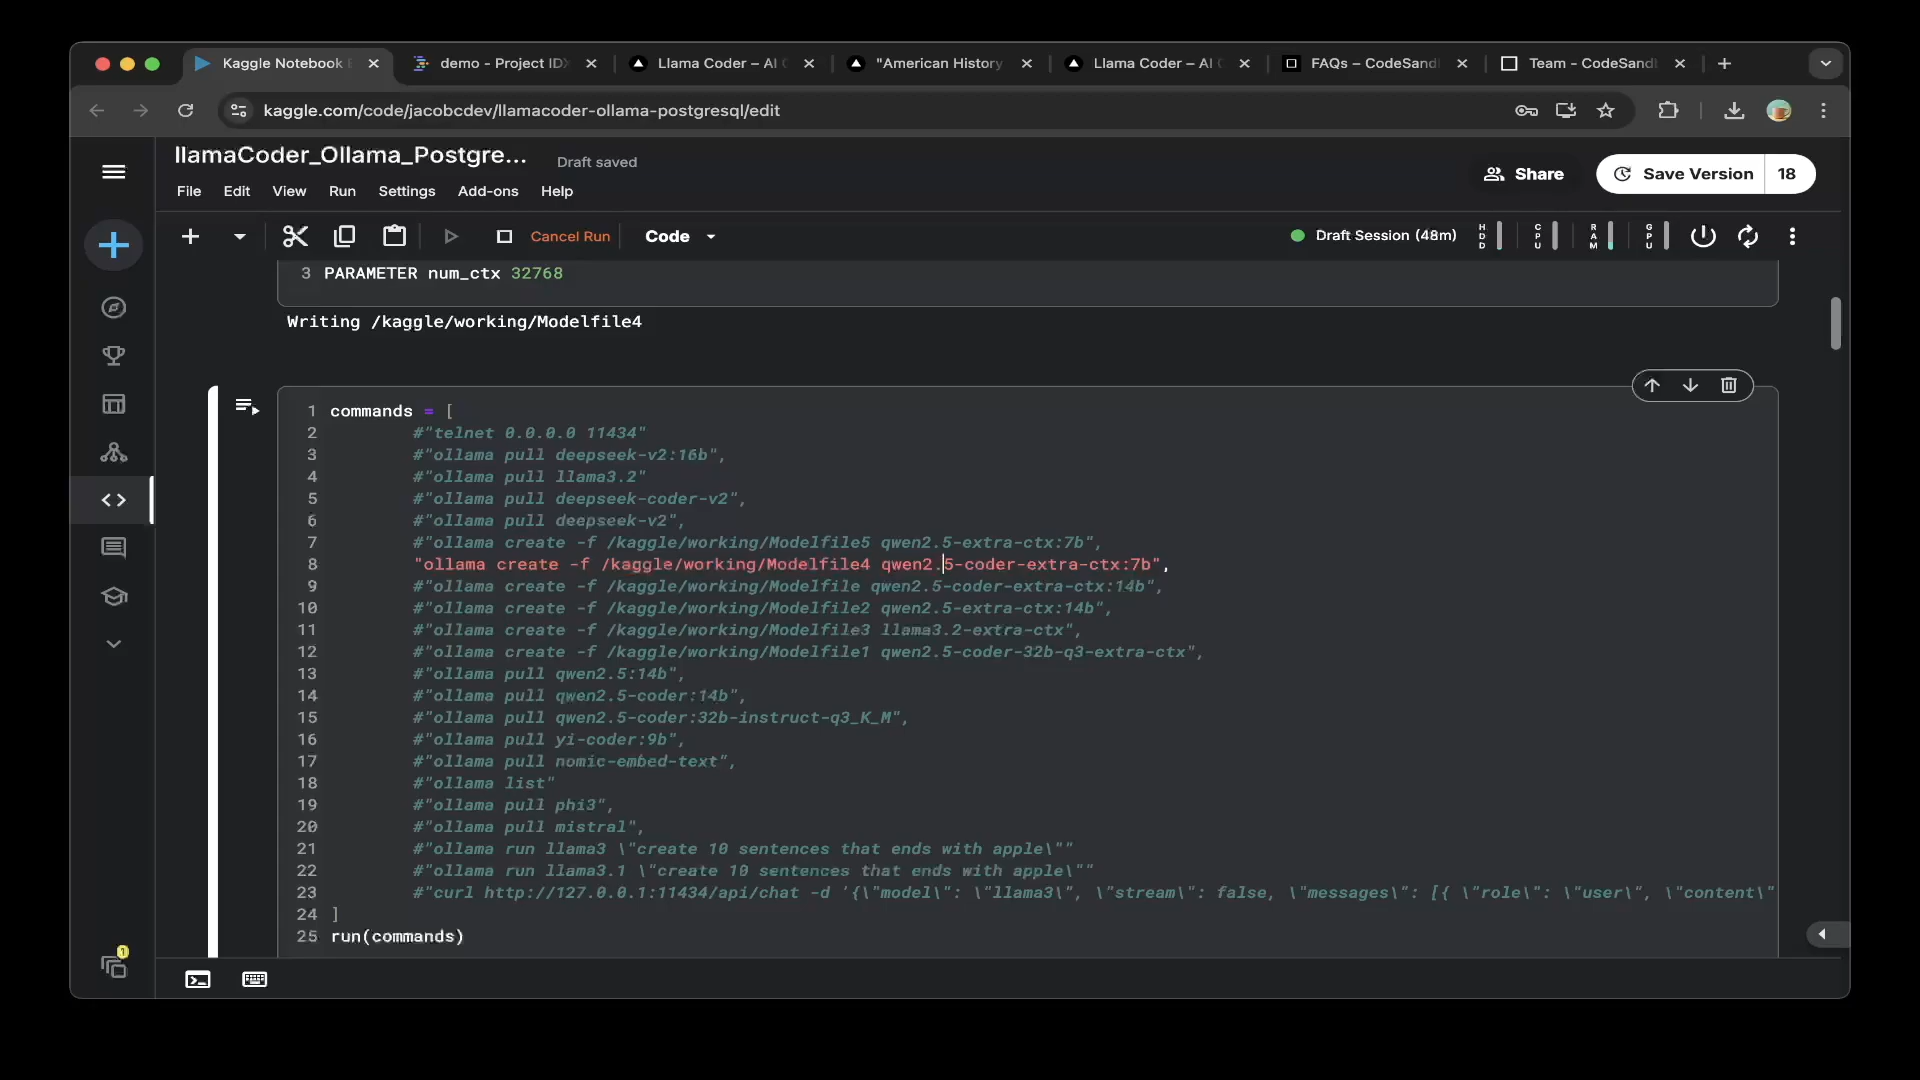 Kaggle Notebook E
demo - Project IDX
Llama Coder – AI C
"American History
Llama Coder – AI C
FAQs – CodeSandl
Team - CodeSandl
kaggle.com/code/jacobcdev/llamacoder-ollama-postgresql/edit
llamaCoder_Ollama_Postgre...
Draft saved
Share
Save Version
18
File Edit View Run Settings Add-ons Help
Cancel Run
Code
Draft Session (48m)
HDD
CPU
RAM
GPU
3 PARAMETER num_ctx 32768
Writing /kaggle/working/Modelfile4
1 commands = [
2 #"telnet 0.0.0.0 11434"
3 #"ollama pull deepseek-v2:16b",
4 #"ollama pull llama3.2"
5 #"ollama pull deepseek-coder-v2",
6 #"ollama pull deepseek-v2",
7 #"ollama create -f /kaggle/working/Modelfile5 qwen2.5-extra-ctx:7b",
8 "ollama create -f /kaggle/working/Modelfile4 qwen2.5-coder-extra-ctx:7b",
9 #"ollama create -f /kaggle/working/Modelfile qwen2.5-coder-extra-ctx:14b",
10 #"ollama create -f /kaggle/working/Modelfile2 qwen2.5-extra-ctx:14b",
11 #"ollama create -f /kaggle/working/Modelfile3 llama3.2-extra-ctx",
12 #"ollama create -f /kaggle/working/Modelfile1 qwen2.5-coder-32b-q3-extra-ctx",
13 #"ollama pull qwen2.5:14b",
14 #"ollama pull qwen2.5-coder:14b",
15 #"ollama pull qwen2.5-coder:32b-instruct-q3_K_M",
16 #"ollama pull yi-coder:9b",
17 #"ollama pull nomic-embed-text",
18 #"ollama list"
19 #"ollama pull phi3",
20 #"ollama pull mistral",
21 #"ollama run llama3 \"create 10 sentences that ends with apple\""
22 #"ollama run llama3.1 \"create 10 sentences that ends with apple\""
23 #"curl http://127.0.0.1:11434/api/chat -d '{\"model\": \"llama3\", \"stream\": false, \"messages\": [{ \"role\": \"user\", \"content\"
24 ]
25 run(commands)
1